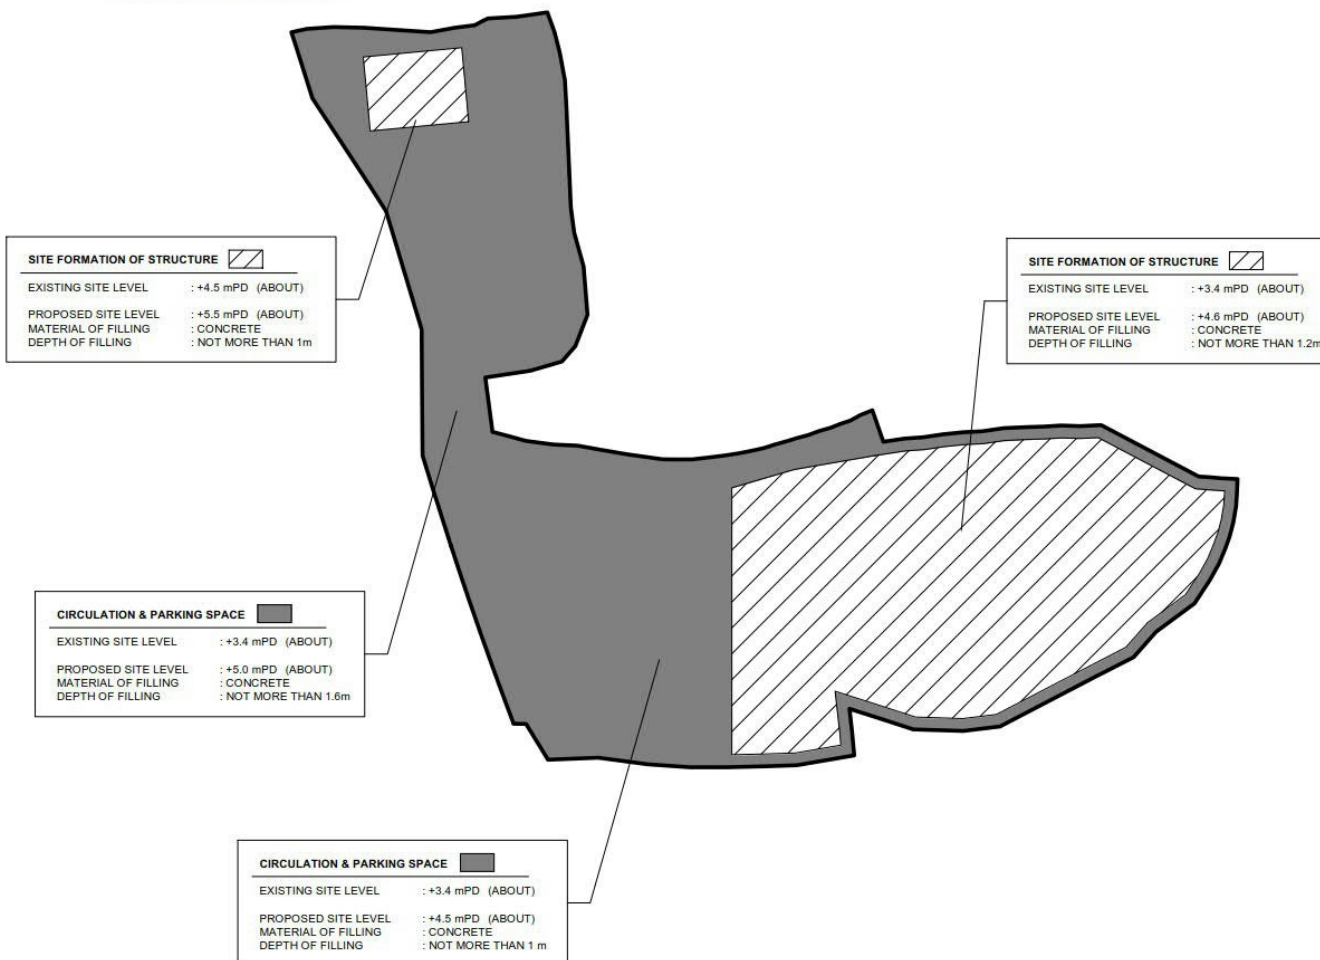 SITE FORMATION OF STRUCTURE
EXISTING SITE LEVEL : +4.5 mPD (ABOUT)
PROPOSED SITE LEVEL : +5.5 mPD (ABOUT)
MATERIAL OF FILLING : CONCRETE
DEPTH OF FILLING : NOT MORE THAN 1m
SITE FORMATION OF STRUCTURE
EXISTING SITE LEVEL : +3.4 mPD (ABOUT)
PROPOSED SITE LEVEL : +4.6 mPD (ABOUT)
MATERIAL OF FILLING : CONCRETE
DEPTH OF FILLING : NOT MORE THAN 1.2m
CIRCULATION & PARKING SPACE
EXISTING SITE LEVEL : +3.4 mPD (ABOUT)
PROPOSED SITE LEVEL : +5.0 mPD (ABOUT)
MATERIAL OF FILLING : CONCRETE
DEPTH OF FILLING : NOT MORE THAN 1.6m
CIRCULATION & PARKING SPACE
EXISTING SITE LEVEL : +3.4 mPD (ABOUT)
PROPOSED SITE LEVEL : +4.5 mPD (ABOUT)
MATERIAL OF FILLING : CONCRETE
DEPTH OF FILLING : NOT MORE THAN 1 m